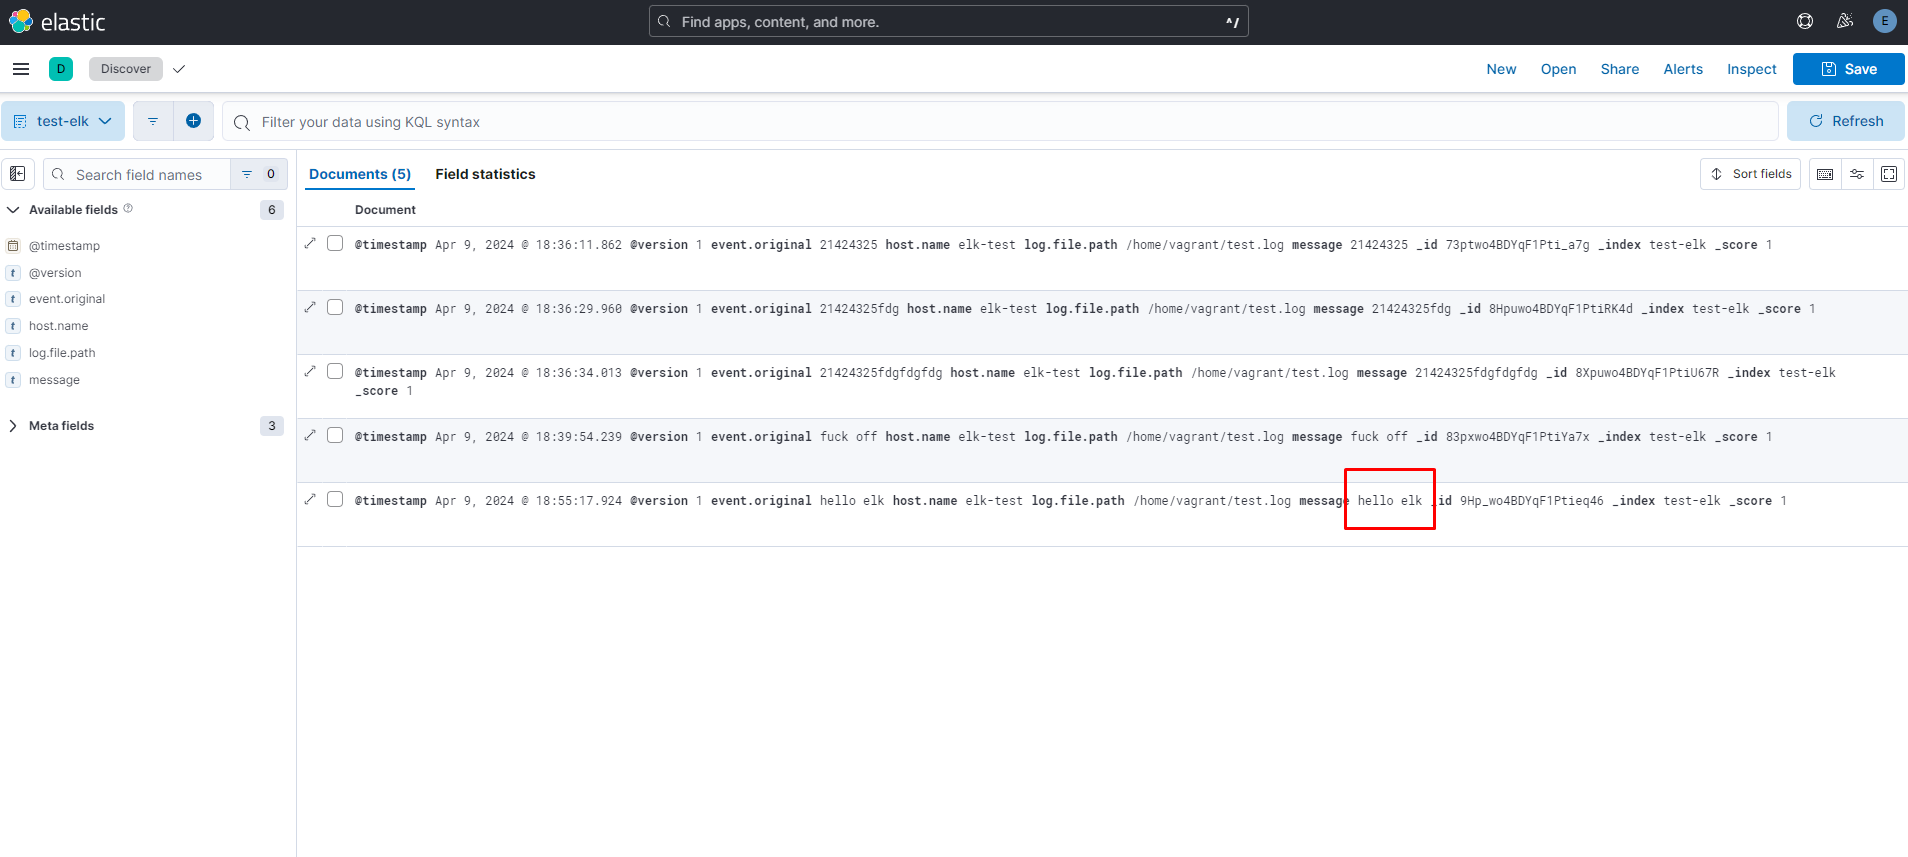 elastic
Find apps, content, and more.
^/
E
D
Discover
New
Open
Share
Alerts
Inspect
Save
test-elk
Filter your data using KQL syntax
Refresh
Search field names
0
Documents (5)
Field statistics
Sort fields
Available fields
6
Document
@timestamp
@version
event.original
host.name
log.file.path
message
Meta fields
3
@timestamp Apr 9, 2024 @ 18:36:11.862 @version 1 event.original 21424325 host.name elk-test log.file.path /home/vagrant/test.log message 21424325 _id 73ptwo4BDYqF1Pti_a7g _index test-elk _score 1
@timestamp Apr 9, 2024 @ 18:36:29.960 @version 1 event.original 21424325fdg host.name elk-test log.file.path /home/vagrant/test.log message 21424325fdg _id 8Hpuwo4BDYqF1PtiRK4d _index test-elk _score 1
@timestamp Apr 9, 2024 @ 18:36:34.013 @version 1 event.original 21424325fdgfdgfdg host.name elk-test log.file.path /home/vagrant/test.log message 21424325fdgfdgfdg _id 8Xpuwo4BDYqF1PtiU67R _index test-elk
_score 1
@timestamp Apr 9, 2024 @ 18:39:54.239 @version 1 event.original fuck off host.name elk-test log.file.path /home/vagrant/test.log message fuck off _id 83pxwo4BDYqF1PtiYa7x _index test-elk _score 1
@timestamp Apr 9, 2024 @ 18:55:17.924 @version 1 event.original hello elk host.name elk-test log.file.path /home/vagrant/test.log message hello elk _id 9Hp_wo4BDYqF1Ptieq46 _index test-elk _score 1